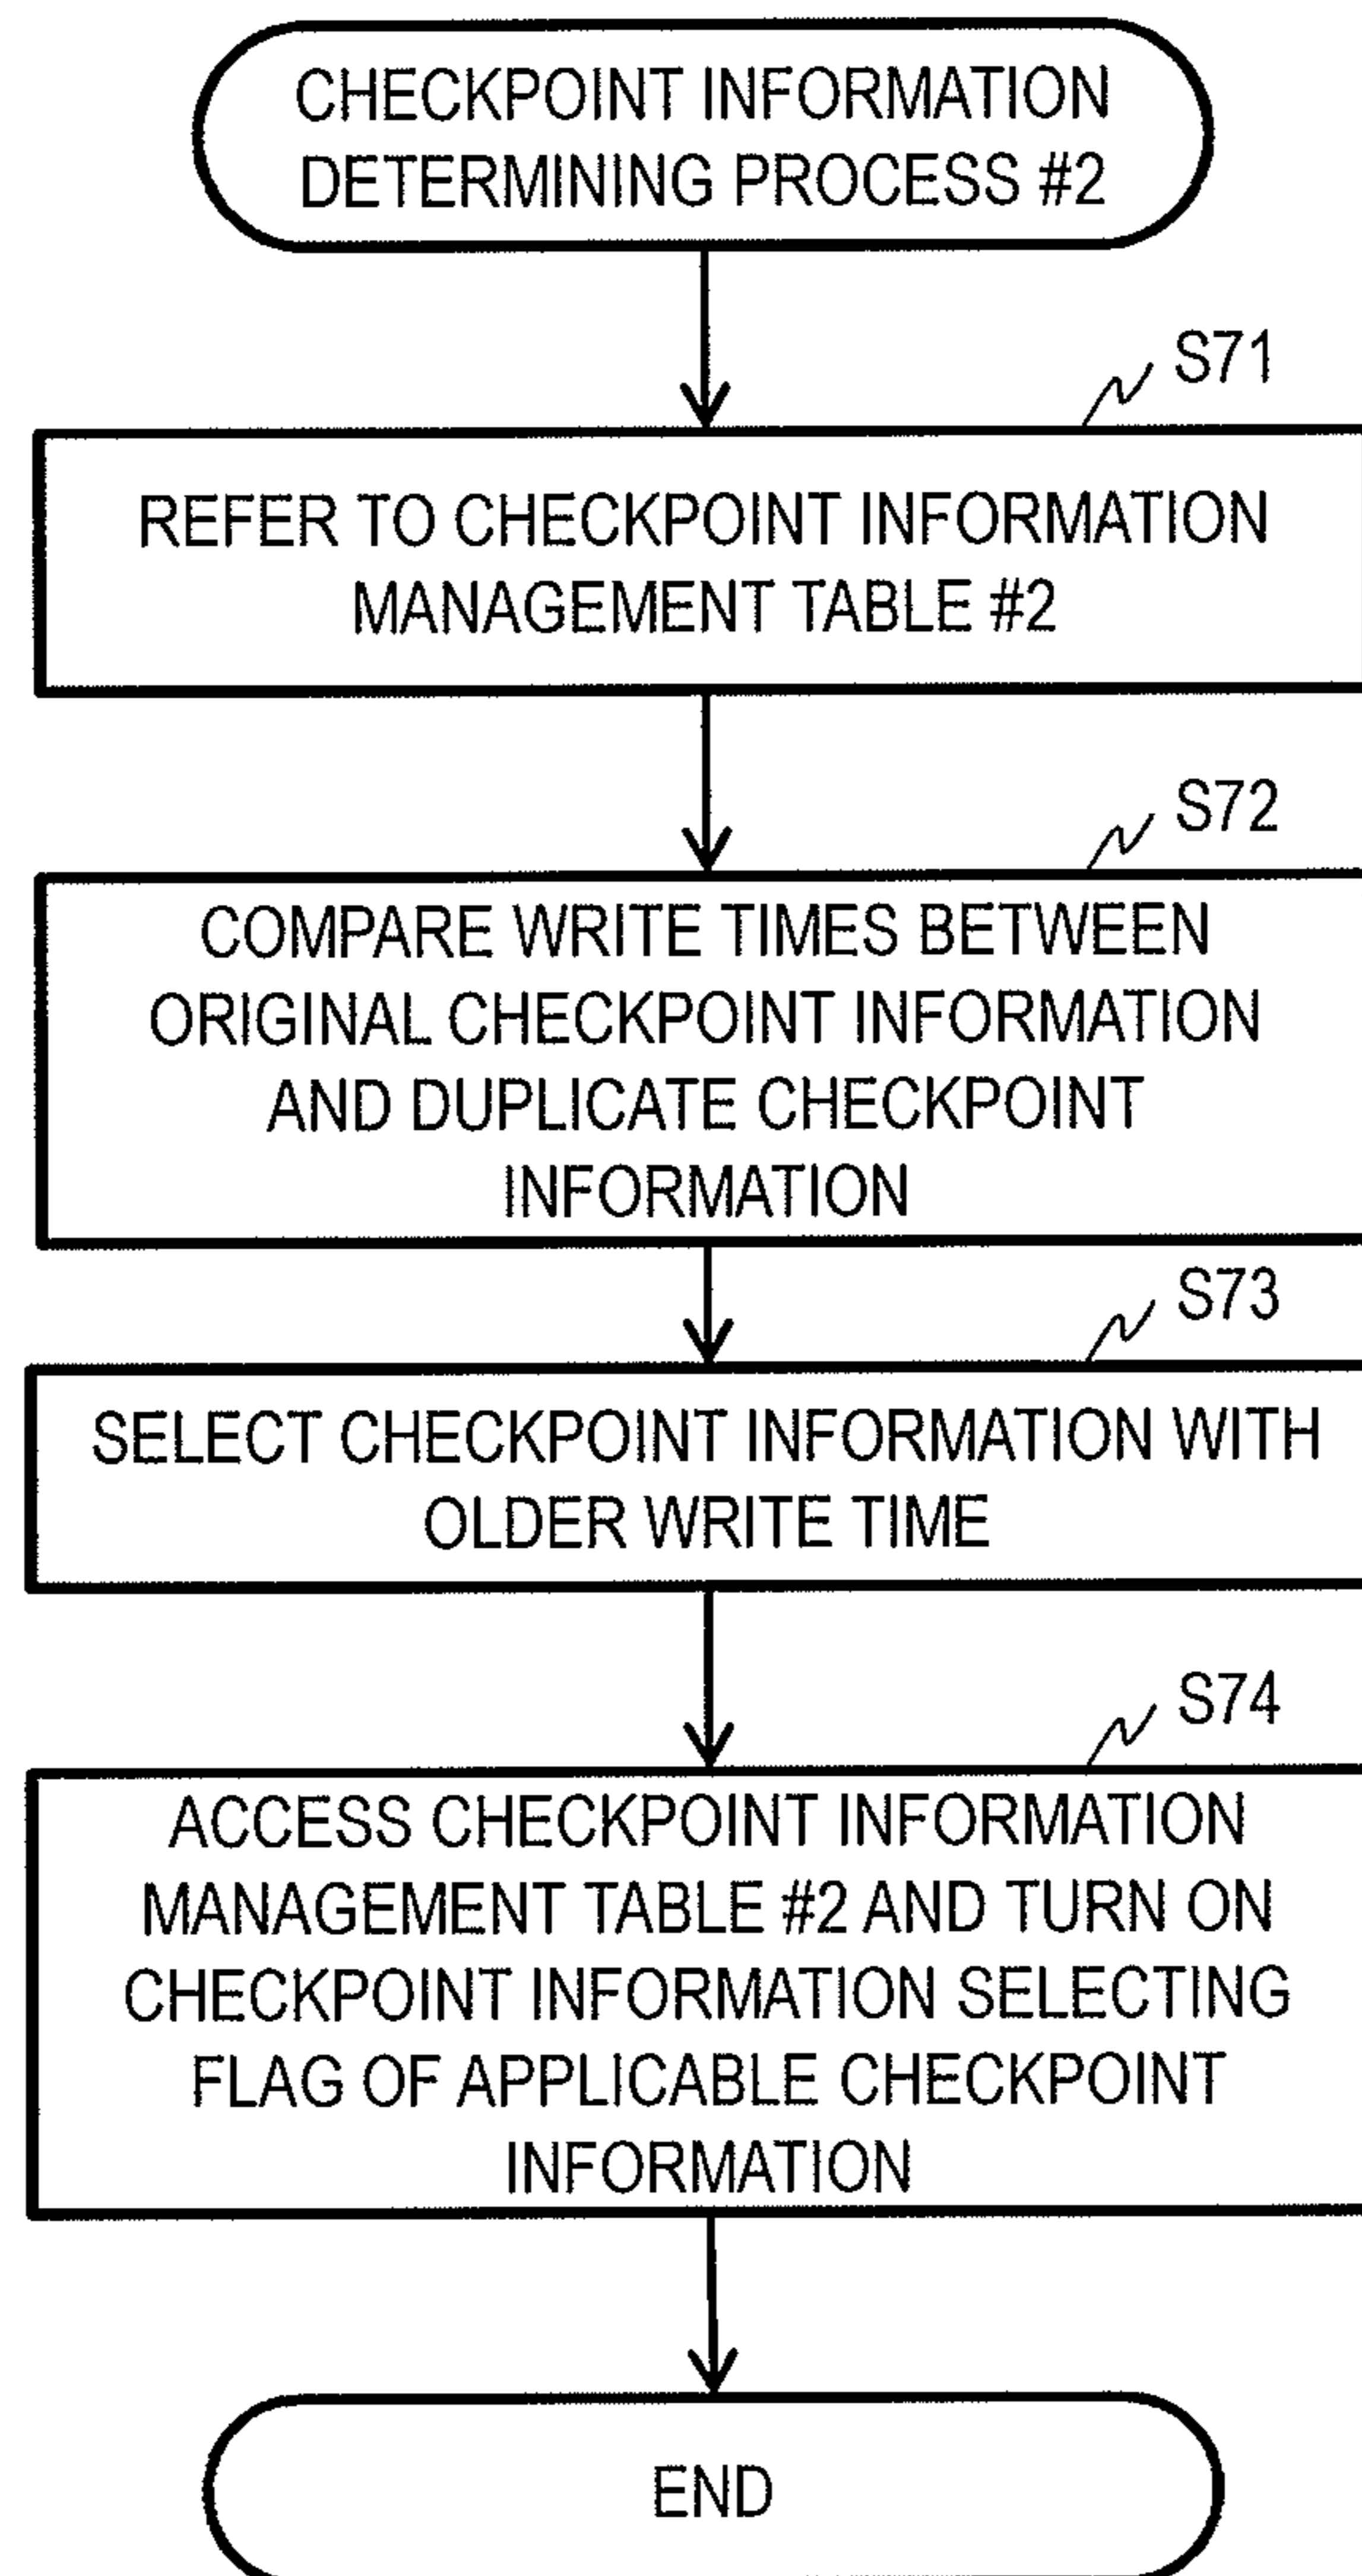 CHECKPOINT INFORMATION
DETERMINING PROCESS #2
S71
REFER TO CHECKPOINT INFORMATION
MANAGEMENT TABLE #2
S72
COMPARE WRITE TIMES BETWEEN
ORIGINAL CHECKPOINT INFORMATION
AND DUPLICATE CHECKPOINT
INFORMATION
S73
SELECT CHECKPOINT INFORMATION WITH
OLDER WRITE TIME
S74
ACCESS CHECKPOINT INFORMATION
MANAGEMENT TABLE #2 AND TURN ON
CHECKPOINT INFORMATION SELECTING
FLAG OF APPLICABLE CHECKPOINT
INFORMATION
END